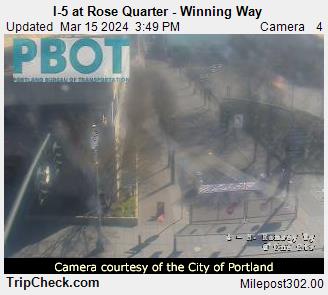 I-5 at Rose Quarter - Winning Way
Updated Mar 15 2024 3:49 PM Camera 4
PBOT
PORTLAND BUREAU OF TRANSPORTATION
Camera courtesy of the City of Portland
TripCheck.com Milepost302.00